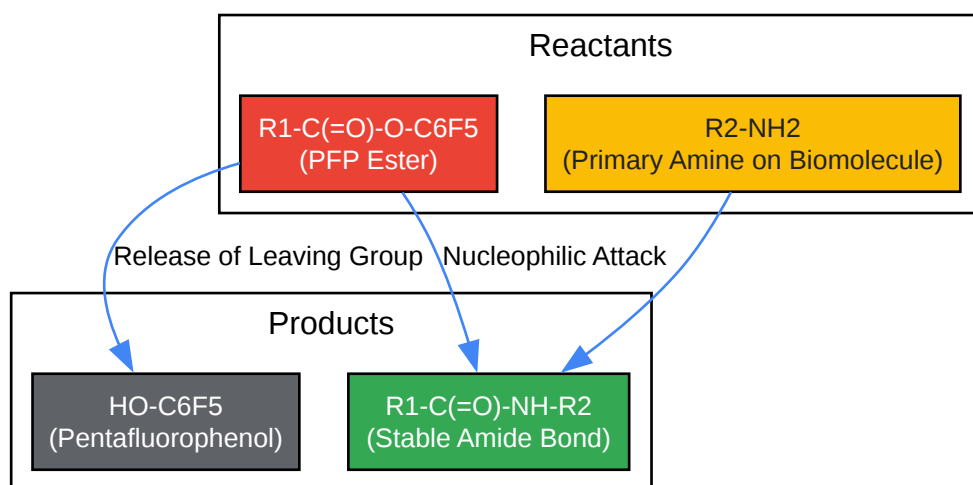 Reactants
R1-C(=O)-O-C6F5
(PFP Ester)
R2-NH2
(Primary Amine on Biomolecule)
Release of Leaving Group
Nucleophilic Attack
Products
HO-C6F5
(Pentafluorophenol)
R1-C(=O)-NH-R2
(Stable Amide Bond)